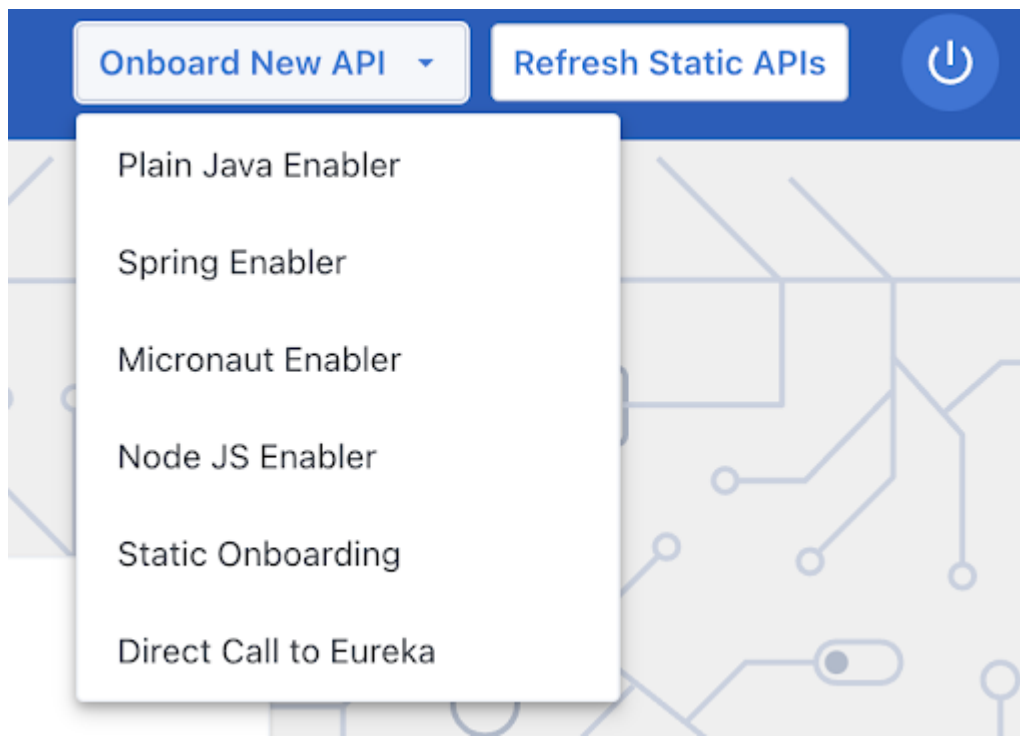 Onboard New API
Refresh Static APIs
Plain Java Enabler
Spring Enabler
Micronaut Enabler
Node JS Enabler
Static Onboarding
Direct Call to Eureka